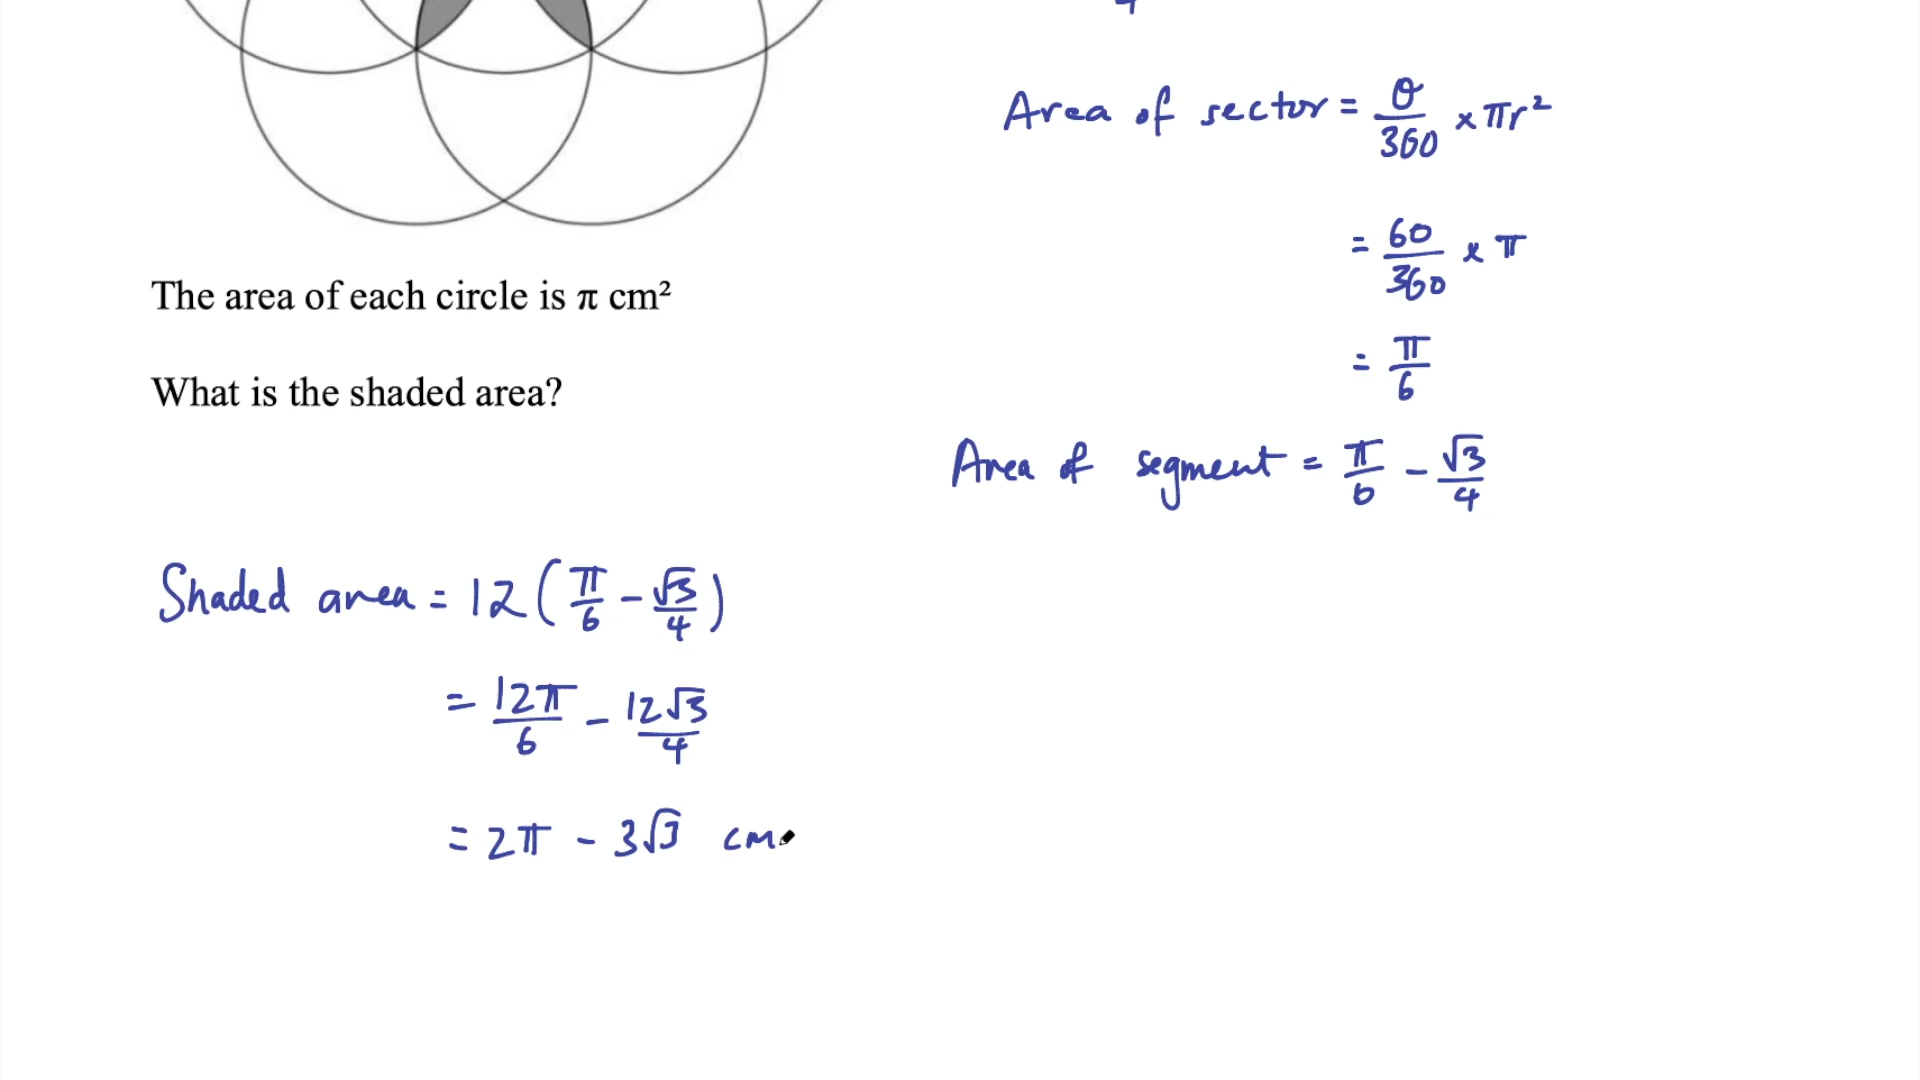 The area of each circle is π cm²
What is the shaded area?
Shaded area = 12 ( π/6 - √3/4 )
= 12π/6 - 12√3/4
= 2π - 3√3 cm
Area of sector = θ/360 × πr²
= 60/360 × π
= π/6
Area of segment = π/6 - √3/4